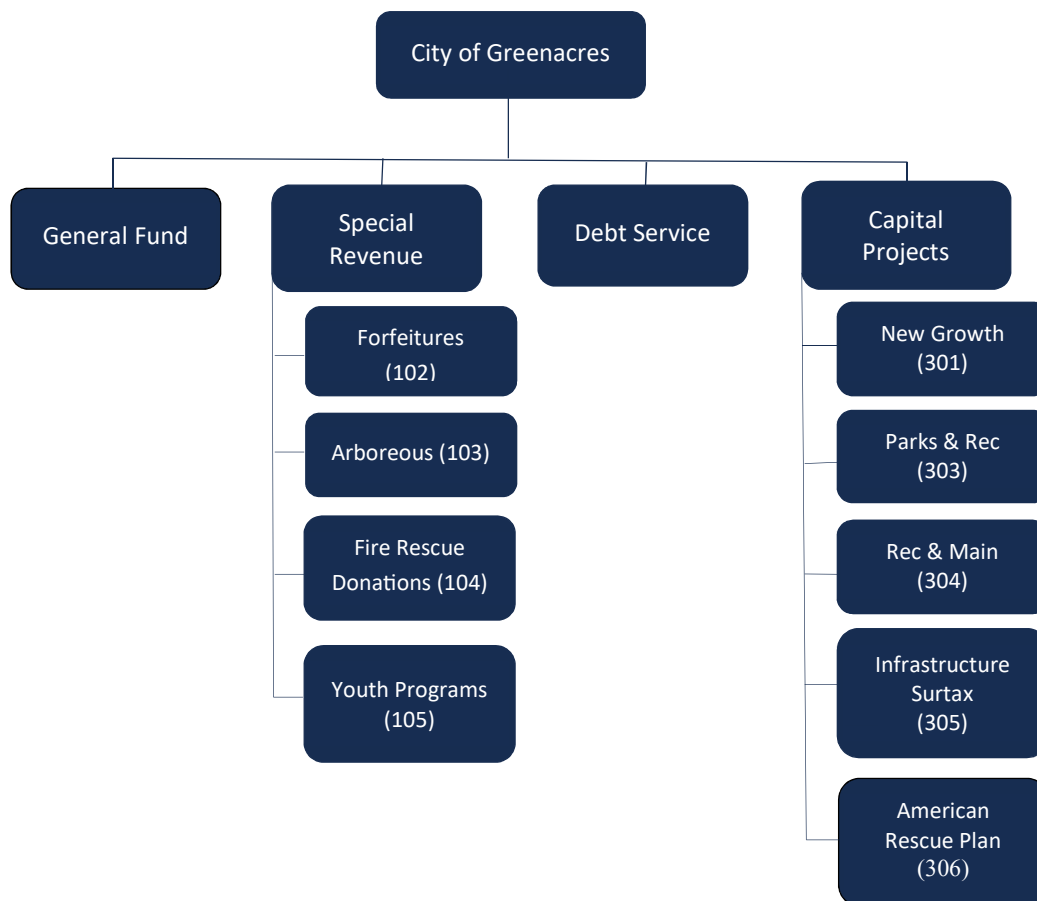 City of Greenacres
General Fund
Special
Revenue
Debt Service
Capital
Projects
Forfeitures
(102)
Arboreous (103)
Fire Rescue
Donations (104)
Youth Programs
(105)
New Growth
(301)
Parks & Rec
(303)
Rec & Main
(304)
Infrastructure
Surtax
(305)
American
Rescue Plan
(306)